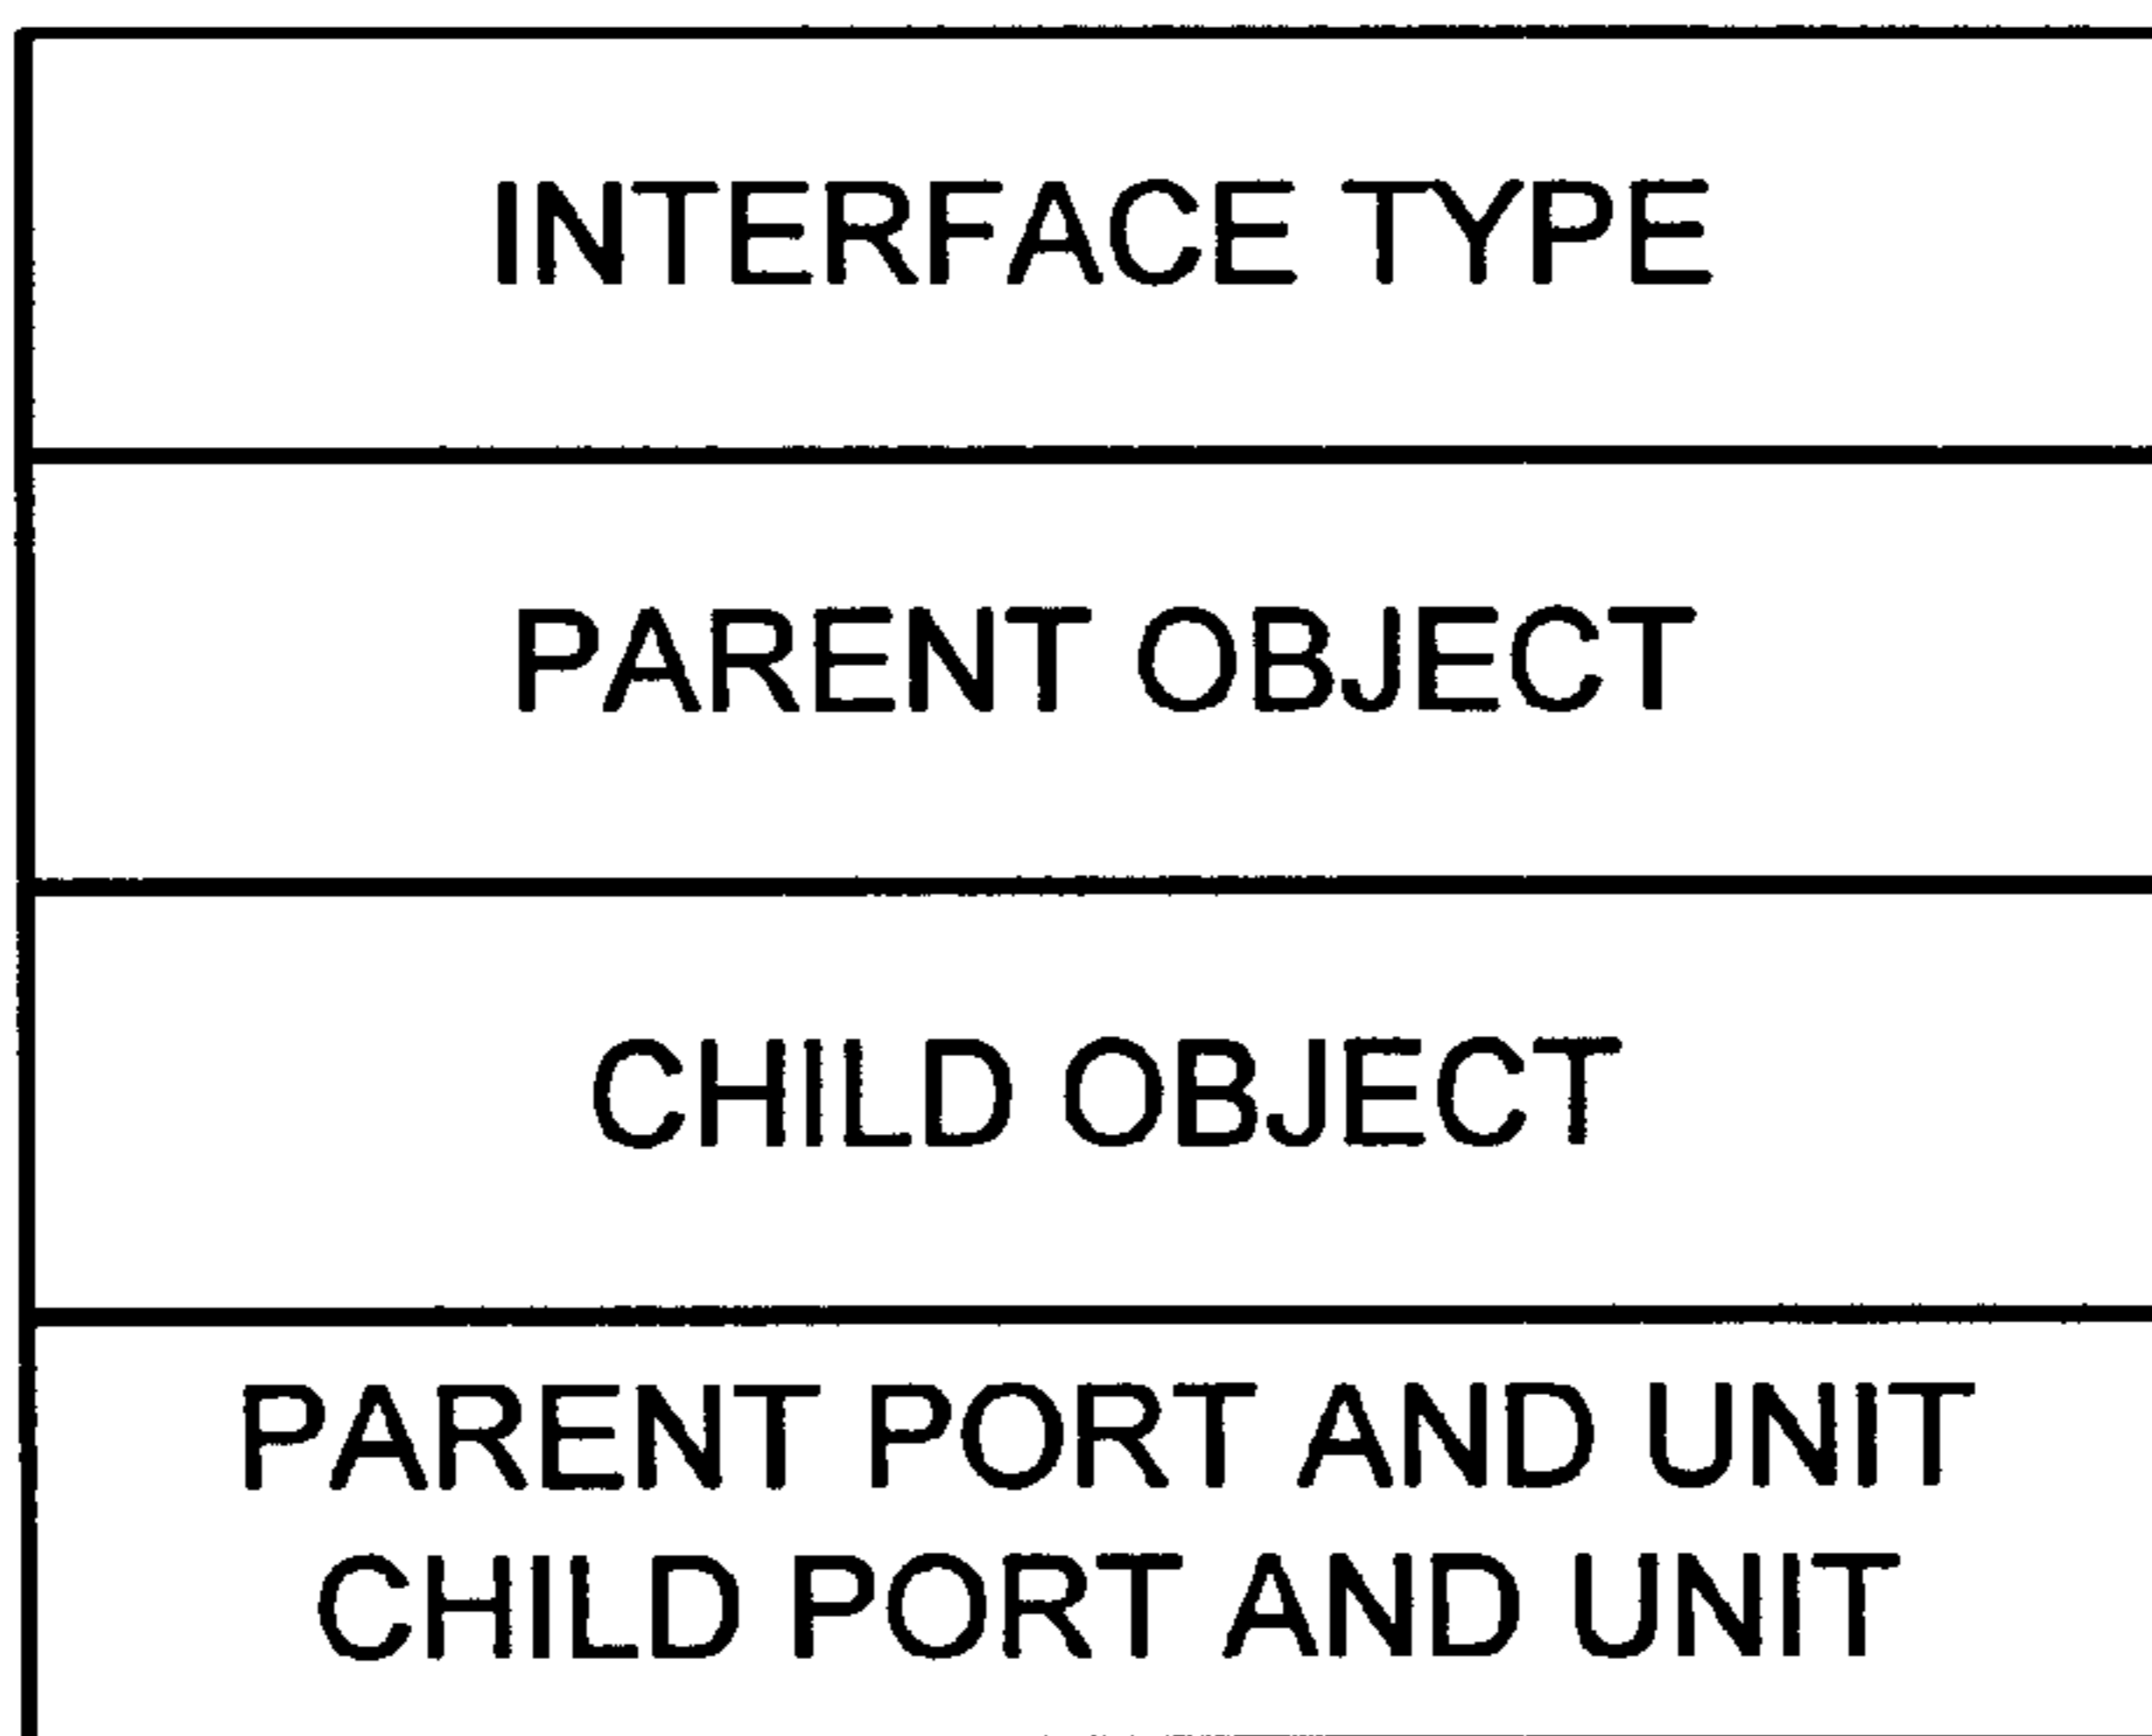 INTERFACE TYPE
PARENT OBJECT
CHILD OBJECT
PARENT PORT AND UNIT
CHILD PORT AND UNIT